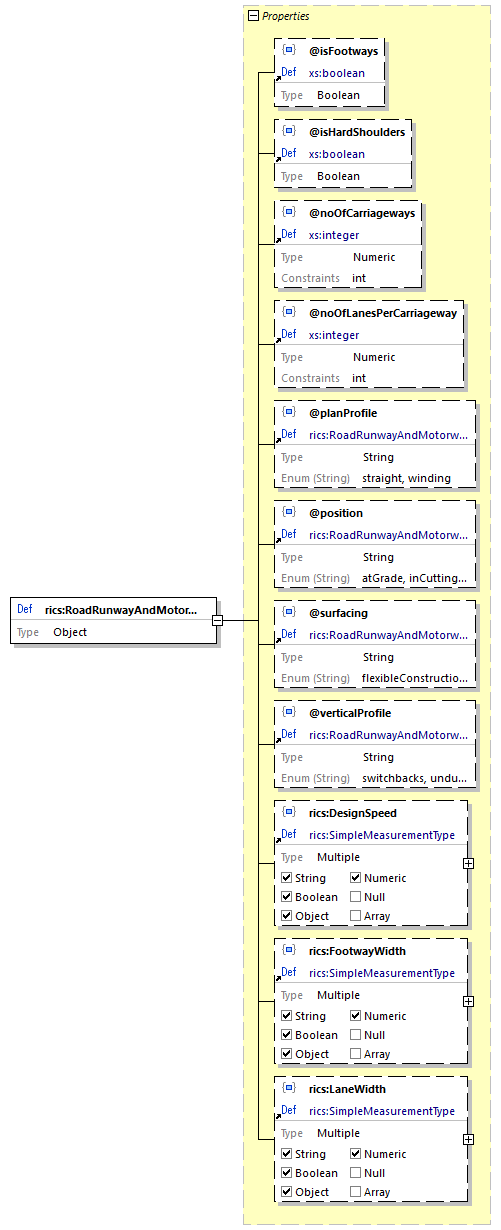 Properties
@isFootways
Def xs:boolean
Type Boolean
@isHardShoulders
Def xs:boolean
Type Boolean
@noOfCarriageways
Def xs:integer
Type Numeric
Constraints int
@noOfLanesPerCarriageway
Def xs:integer
Type Numeric
Constraints int
@planProfile
Def rics:RoadRunwayAndMotorw...
Type String
Enum (String) straight, winding
@position
Def rics:RoadRunwayAndMotorw...
Type String
Enum (String) atGrade, inCutting...
Def rics:RoadRunwayAndMotor...
Type Object
@surfacing
Def rics:RoadRunwayAndMotorw...
Type String
Enum (String) flexibleConstructio...
@verticalProfile
Def rics:RoadRunwayAndMotorw...
Type String
Enum (String) switchbacks, undu...
rics:DesignSpeed
Def rics:SimpleMeasurementType
Type Multiple
String Numeric
Boolean Null
Object Array
rics:FootwayWidth
Def rics:SimpleMeasurementType
Type Multiple
String Numeric
Boolean Null
Object Array
rics:LaneWidth
Def rics:SimpleMeasurementType
Type Multiple
String Numeric
Boolean Null
Object Array